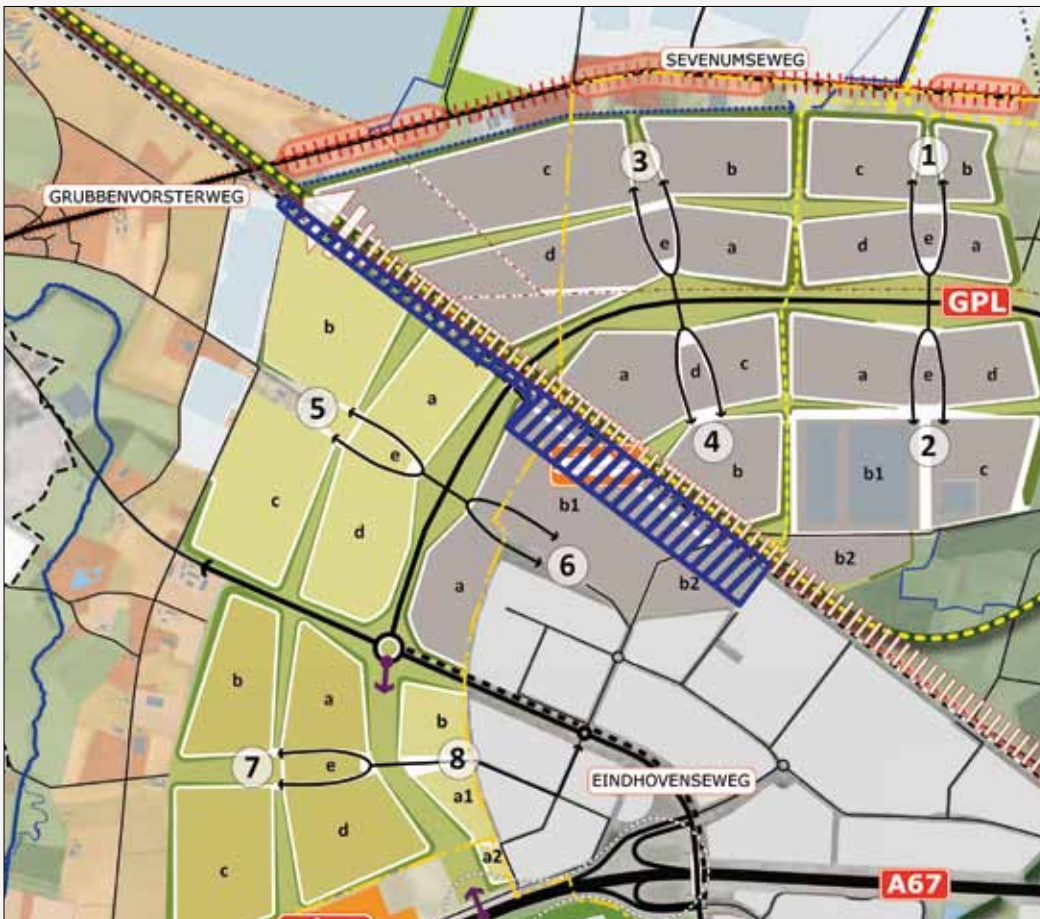 SEVENUMSEWEG
GRUBBENVORSTERWEG
c 3 b c 1 b
d e a d e a
GPL
b
a d c a e d
5 a
4 2
e b b1 c
c b1
d
6 b2 b2
a
b a b
7 e 8
EINDHOVENSEWEG
a1
d
a2
c
A67